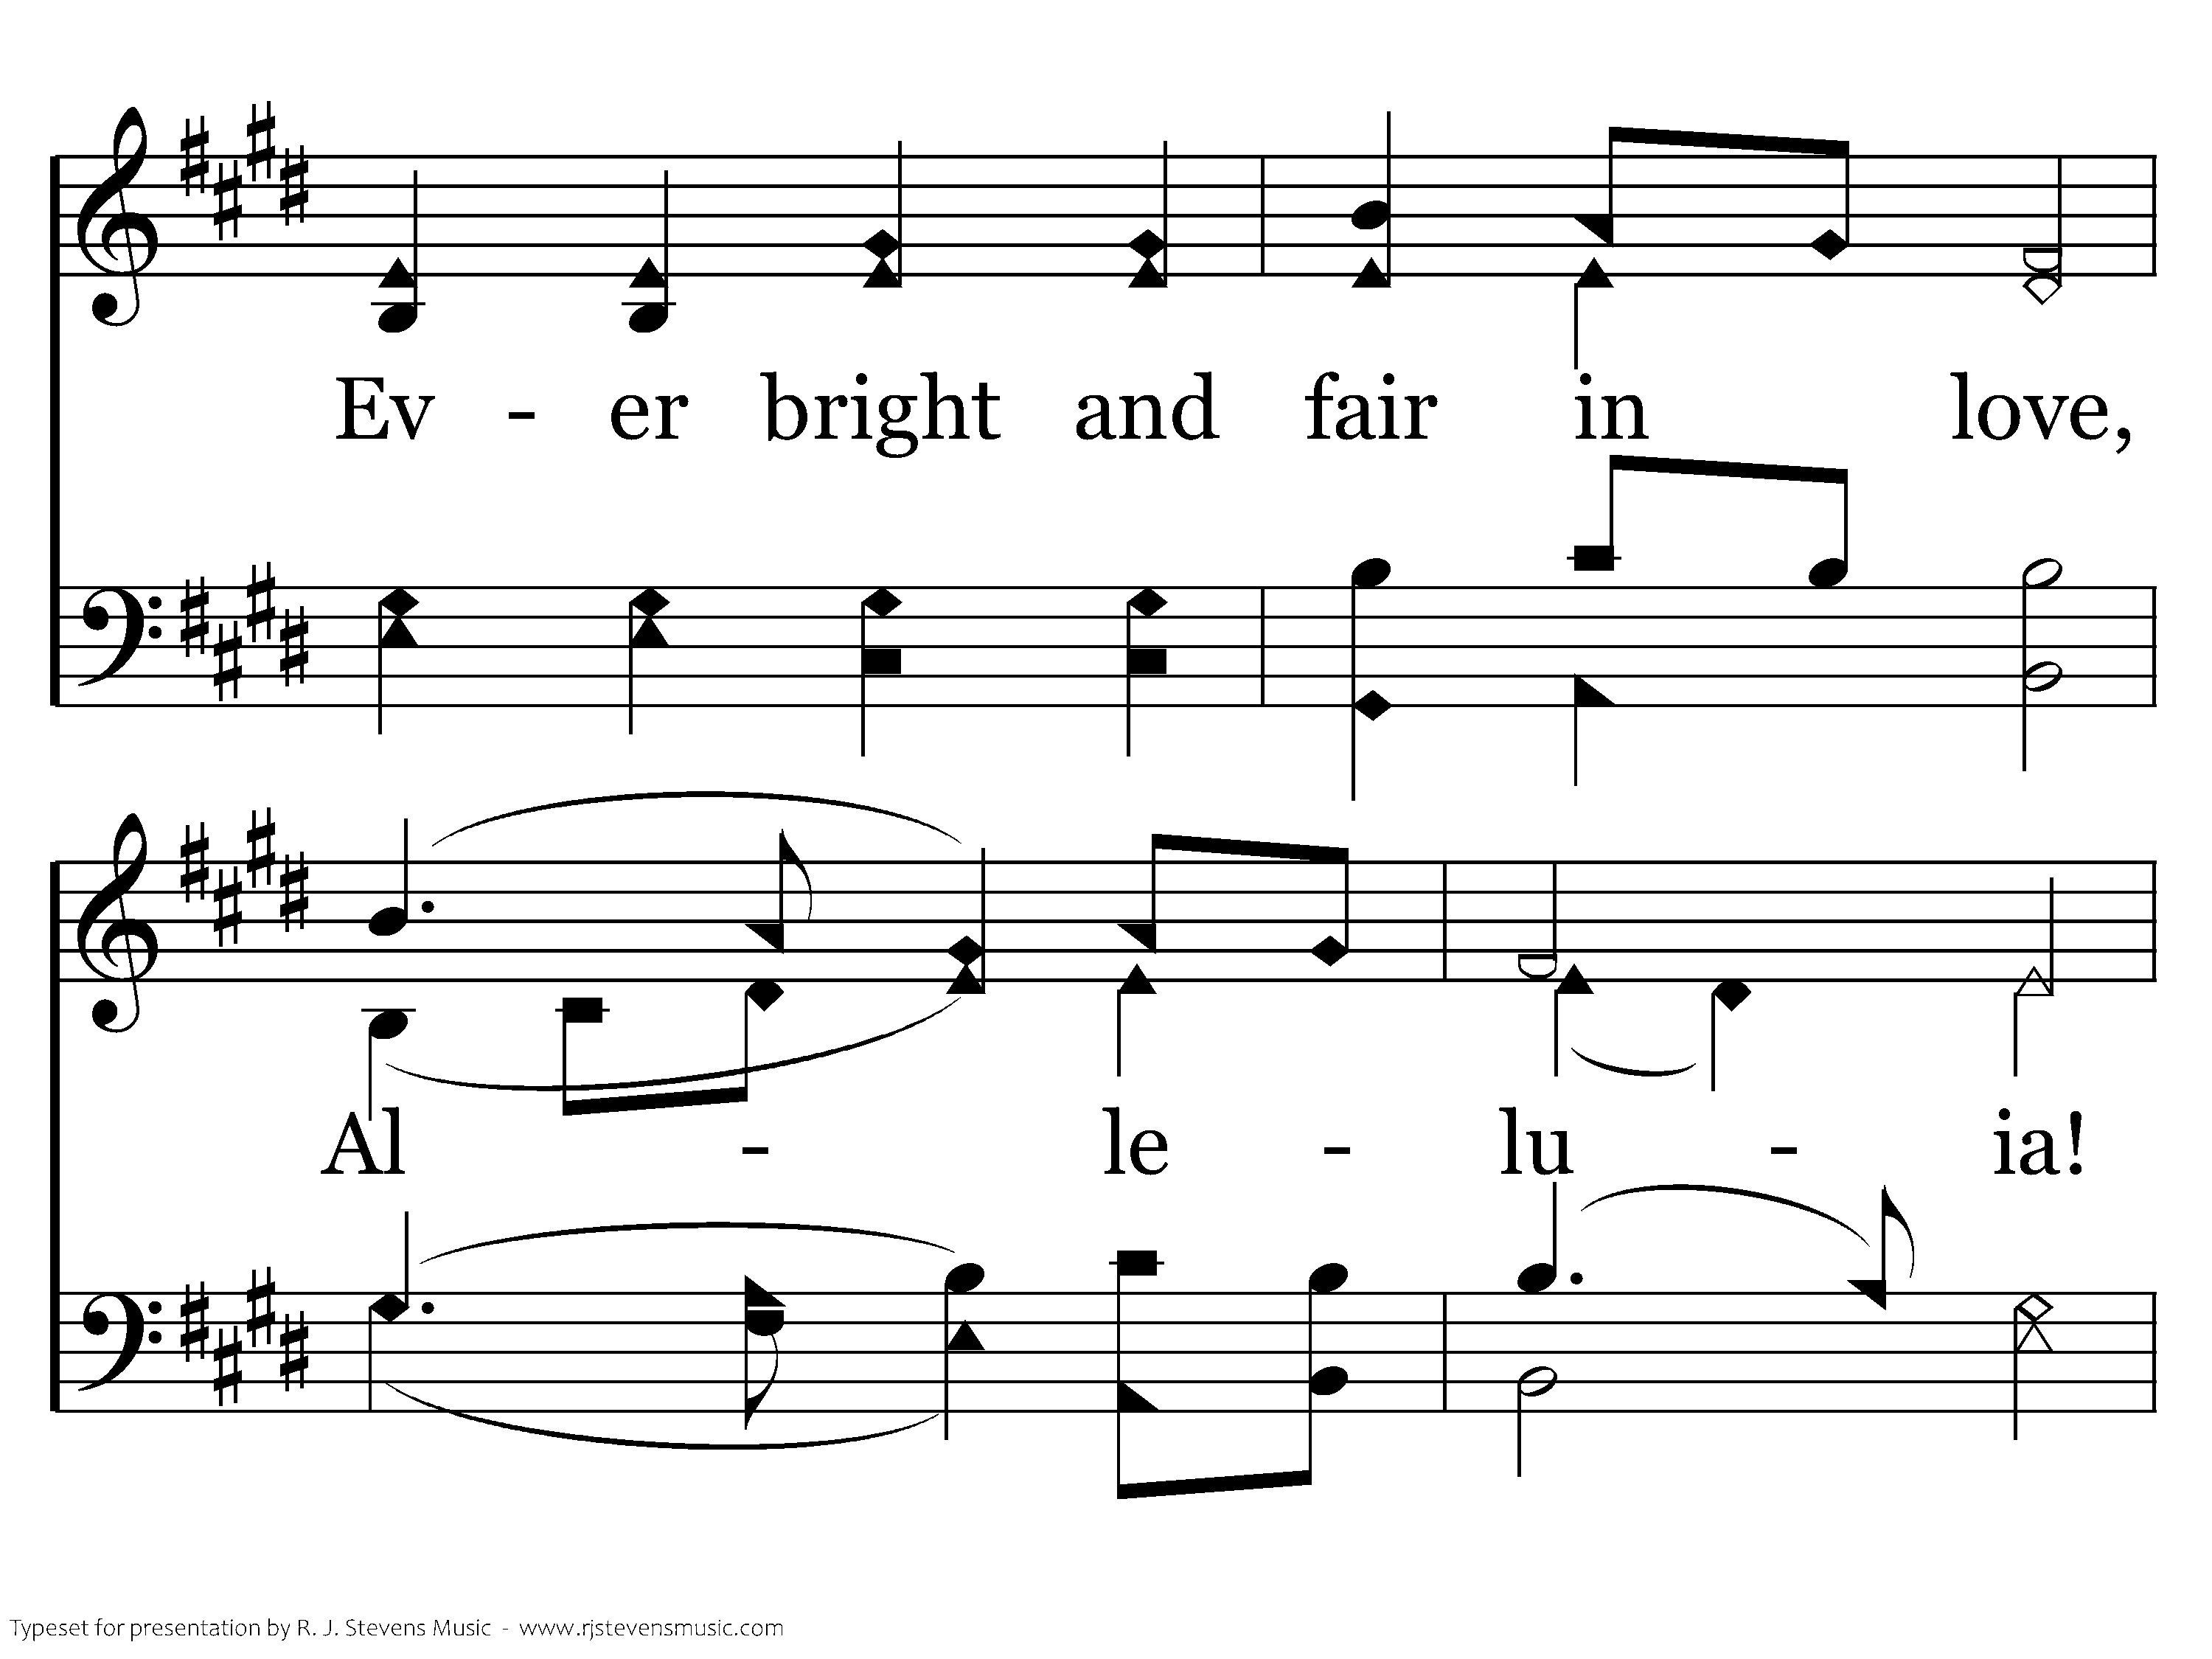 Ev - er bright and fair in love,
Al - le - lu - ia!
Typeset for presentation by R. J. Stevens Music - www.rjstevensmusic.com